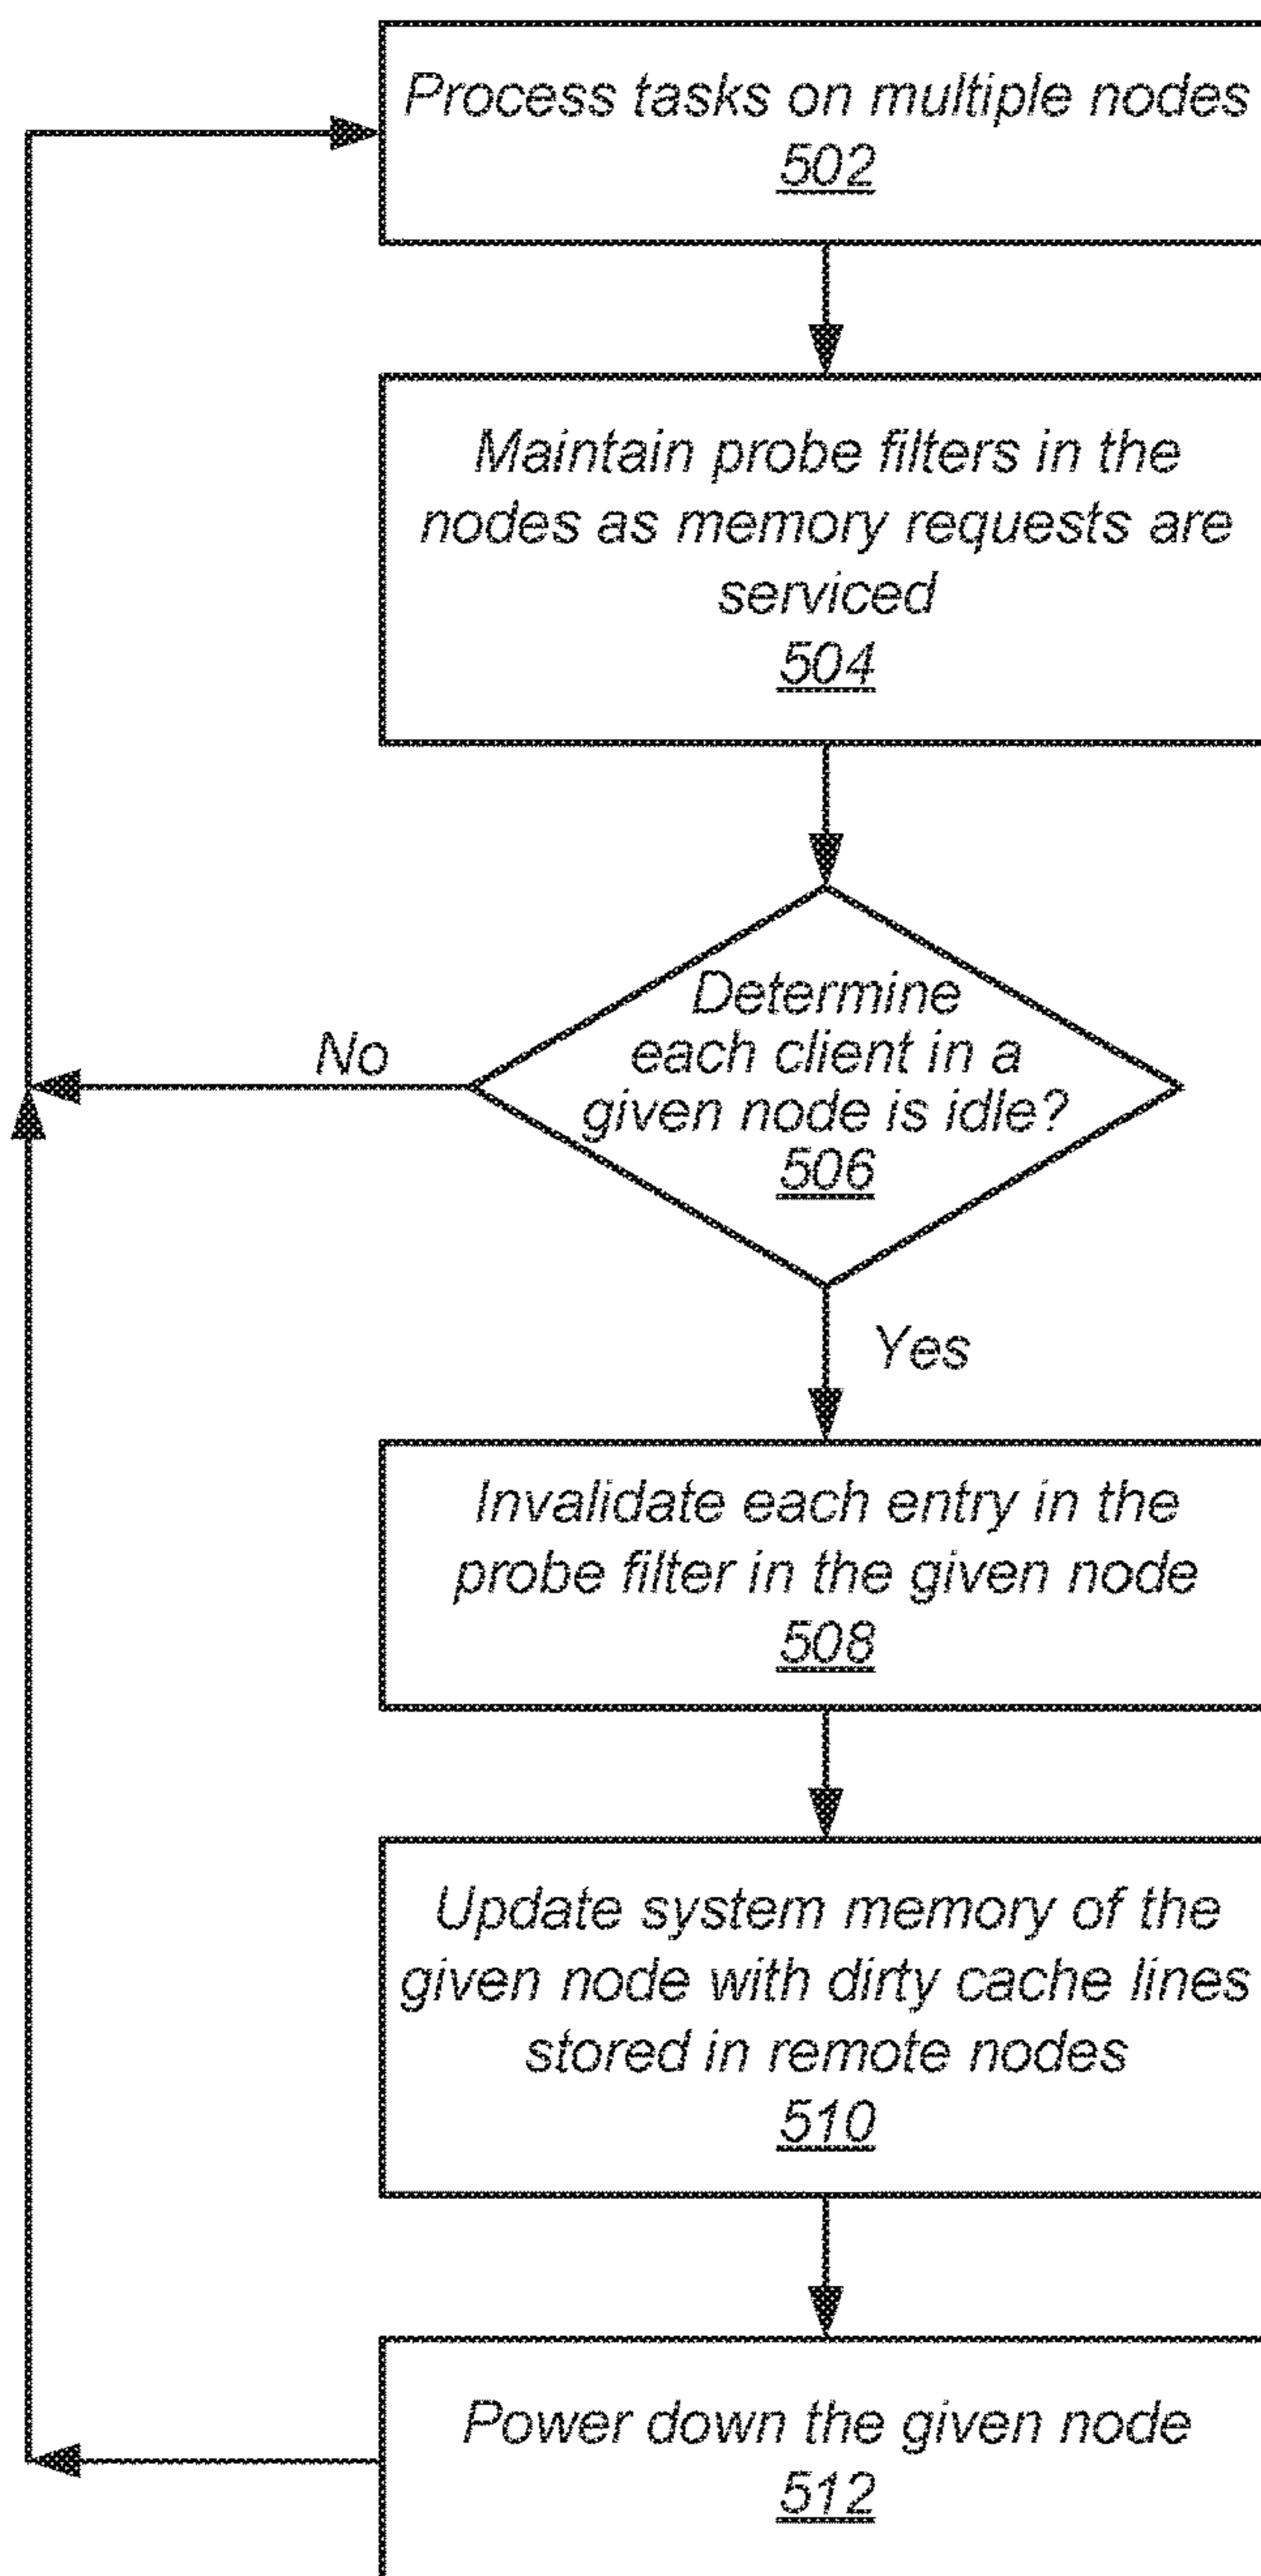 Process tasks on multiple nodes
502
Maintain probe filters in the
nodes as memory requests are
serviced
504
Determine
each client in a
given node is idle?
506
No
Yes
Invalidate each entry in the
probe filter in the given node
508
Update system memory of the
given node with dirty cache lines
stored in remote nodes
510
Power down the given node
512